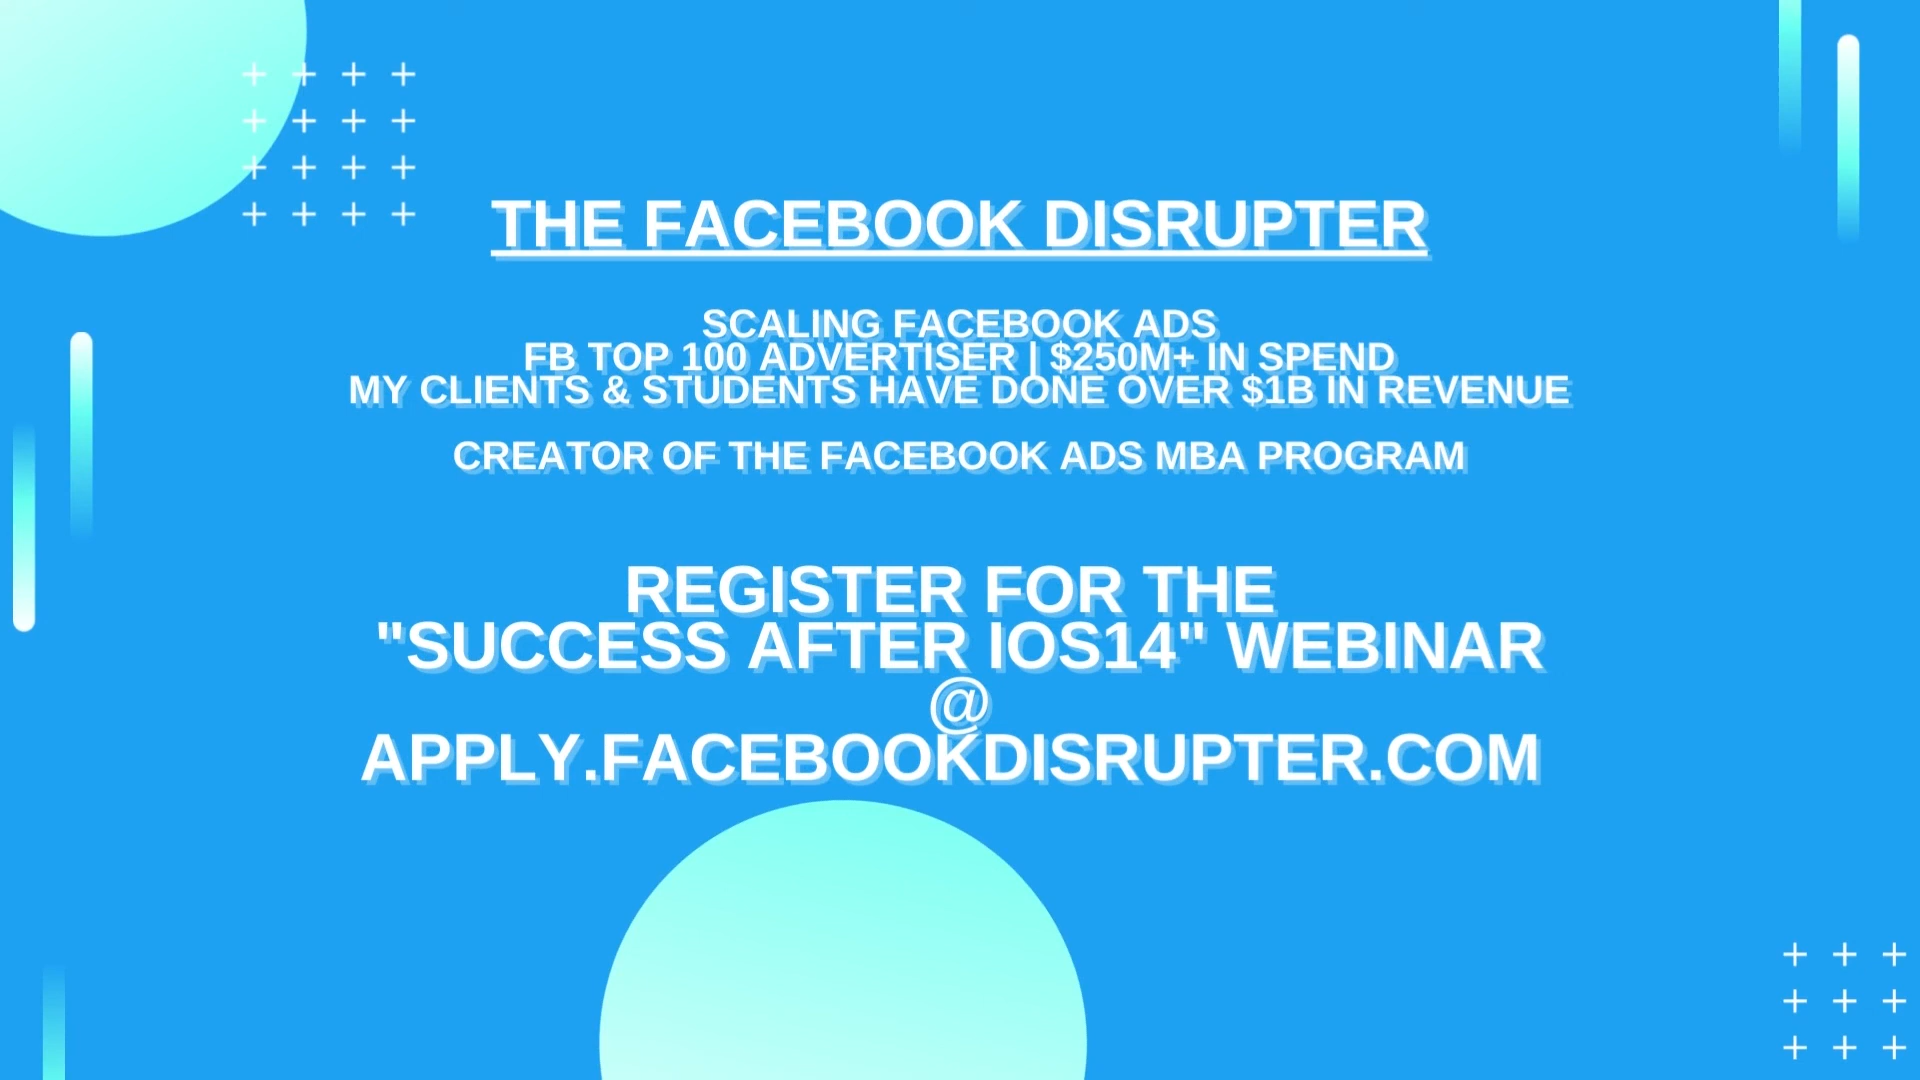 THE FACEBOOK DISRUPTER
SCALING FACEBOOK ADS
FB TOP 100 ADVERTISER | $250M+ IN SPEND
MY CLIENTS & STUDENTS HAVE DONE OVER $1B IN REVENUE
CREATOR OF THE FACEBOOK ADS MBA PROGRAM
REGISTER FOR THE
"SUCCESS AFTER IOS14" WEBINAR
@
APPLY.FACEBOOKDISRUPTER.COM